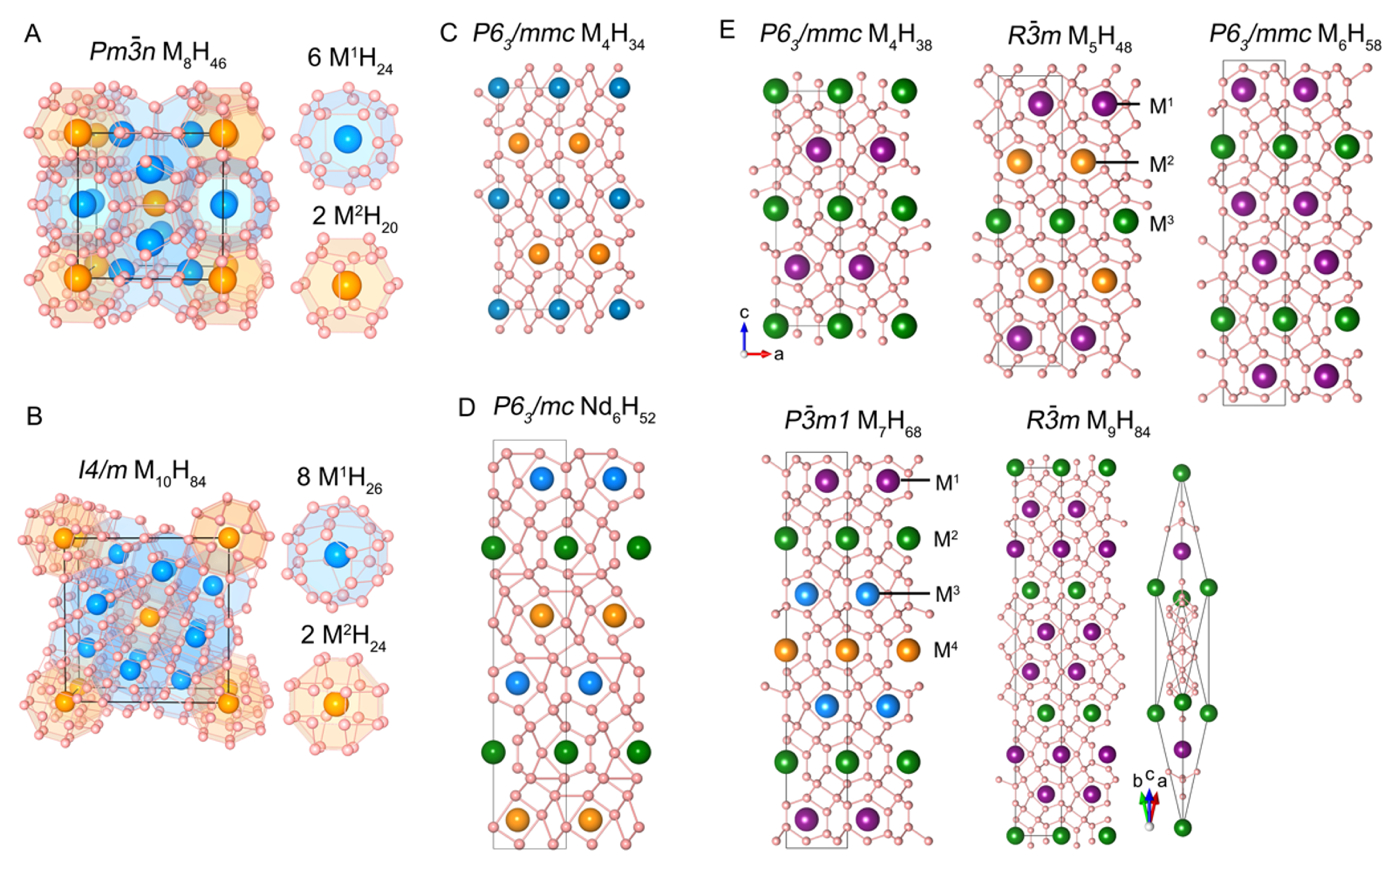 A
Pm3̄n M₈H₄₆
6 M¹H₂₄
2 M²H₂₀
B
I4/m M₁₀H₈₄
8 M¹H₂₆
2 M²H₂₄
C
P6₃/mmc M₄H₃₄
D
P6₃/mc Nd₆H₅₂
E
P6₃/mmc M₄H₃₈
c
a
R3̄m M₅H₄₈
M¹
M²
M³
P6₃/mmc M₆H₅₈
P3̄m1 M₇H₆₈
M¹
M²
M³
M⁴
R3̄m M₉H₈₄
b c a